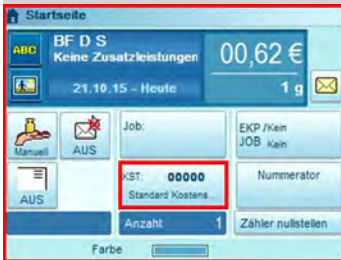 Startseite
ABC
BF D S
Keine Zusatzleistungen
00,62 €
21.10.15 - Heute
1 g
Manuell
AUS
Job:
EKP /Kein
JOB Kein
AUS
KST: 00000
Standard Kostens...
Nummerator
Anzahl: 1
Zähler nullstellen
Farbe